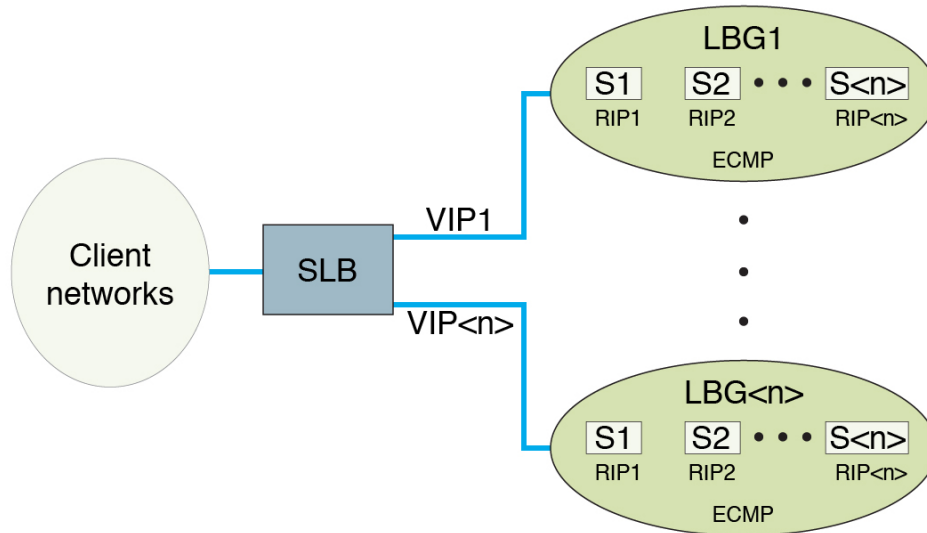 LBG1
S1 S2 S<n>
RIP1 RIP2 RIP<n>
ECMP
Client
networks
SLB
VIP1
VIP<n>
LBG<n>
S1 S2 S<n>
RIP1 RIP2 RIP<n>
ECMP